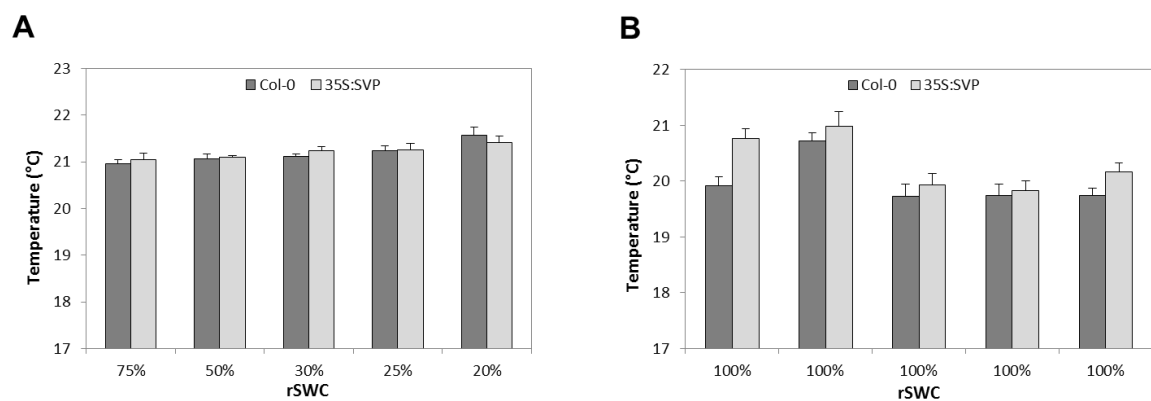 A
Temperature (°C)
23
22
21
20
19
18
17
Col-0 35S:SVP
75% 50% 30% 25% 20%
rSWC
B
Temperature (°C)
22
21
20
19
18
17
Col-0 35S:SVP
100% 100% 100% 100% 100%
rSWC